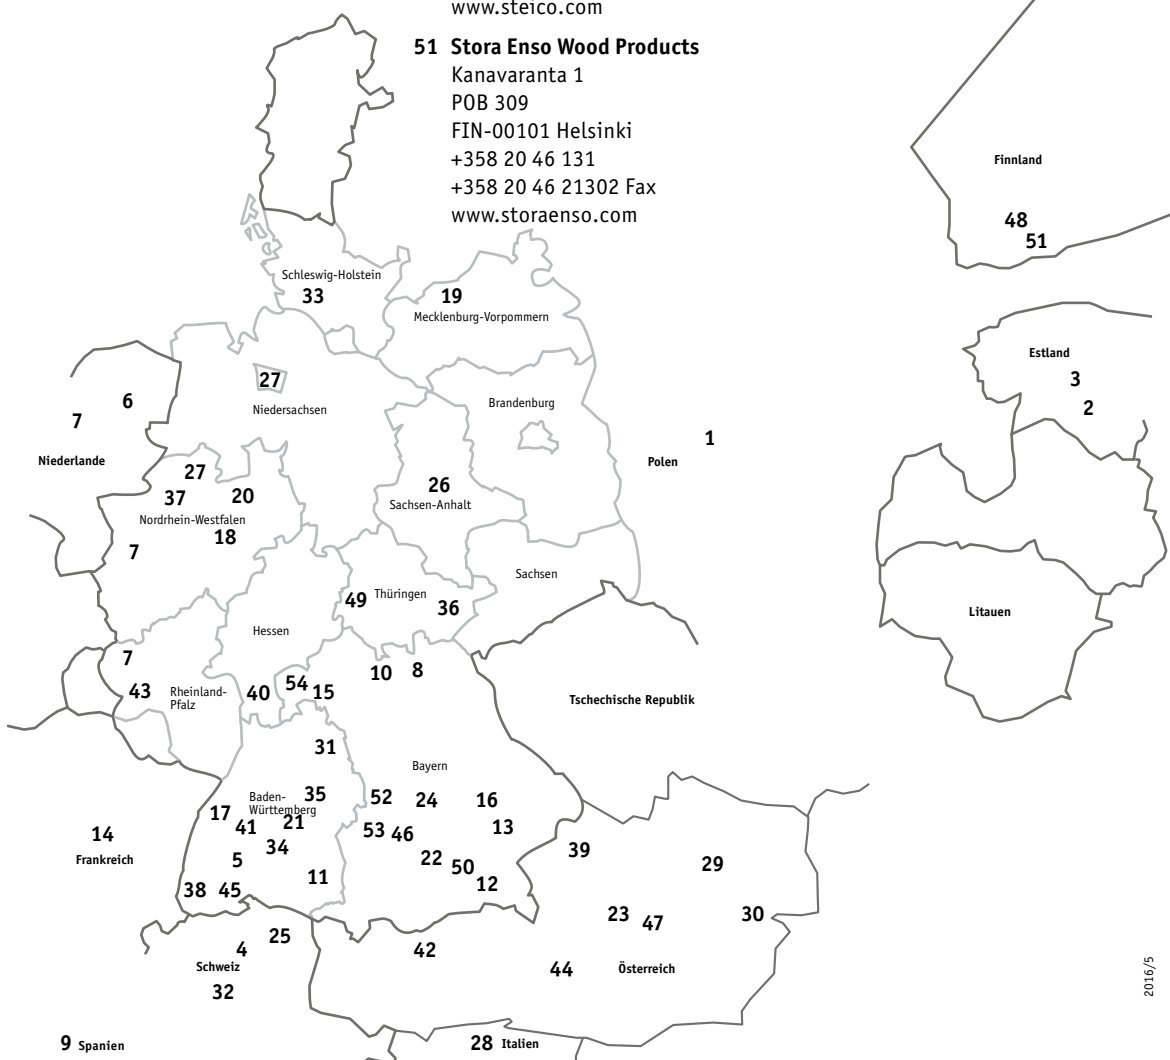 www.steico.com
51 Stora Enso Wood Products
Kanavaranta 1
POB 309
FIN-00101 Helsinki
+358 20 46 131
+358 20 46 21302 Fax
www.storaenso.com
Finnland
48
51
Schleswig-Holstein
33
19
Mecklenburg-Vorpommern
Estland
3
2
27
Niedersachsen
6
7
Niederlande
Brandenburg
1
Polen
27
37
20
Nordrhein-Westfalen
18
7
26
Sachsen-Anhalt
Sachsen
49
Thüringen
36
Litauen
Hessen
7
43
Rheinland-
Pfalz
40
54
15
10
8
Tschechische Republik
31
Bayern
Baden-
Württemberg
35
17
41
21
34
5
11
38
45
52
24
16
53
46
13
22
50
12
14
Frankreich
39
29
23
47
30
25
4
Schweiz
32
42
44
Österreich
2016/5
9 Spanien
28 Italien